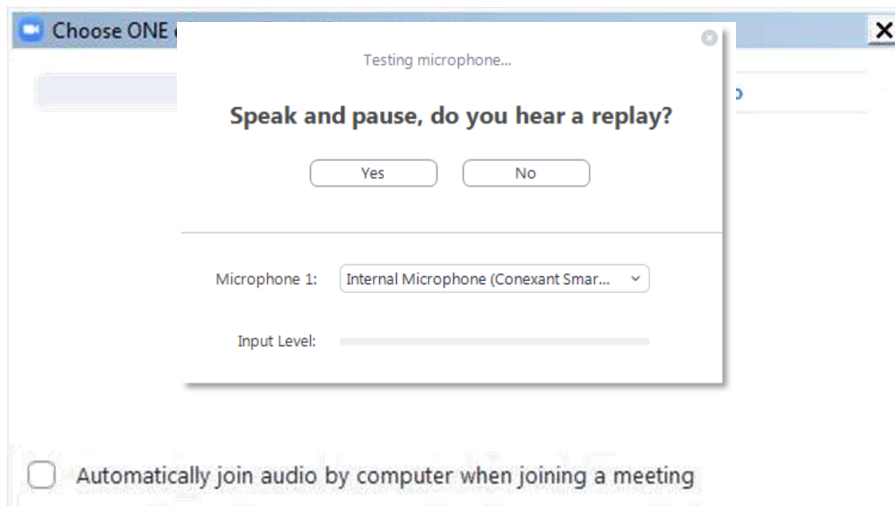 Choose ONE
Testing microphone...
Speak and pause, do you hear a replay?
Yes
No
Microphone 1:
Internal Microphone (Conexant Smar...
Input Level:
Automatically join audio by computer when joining a meeting